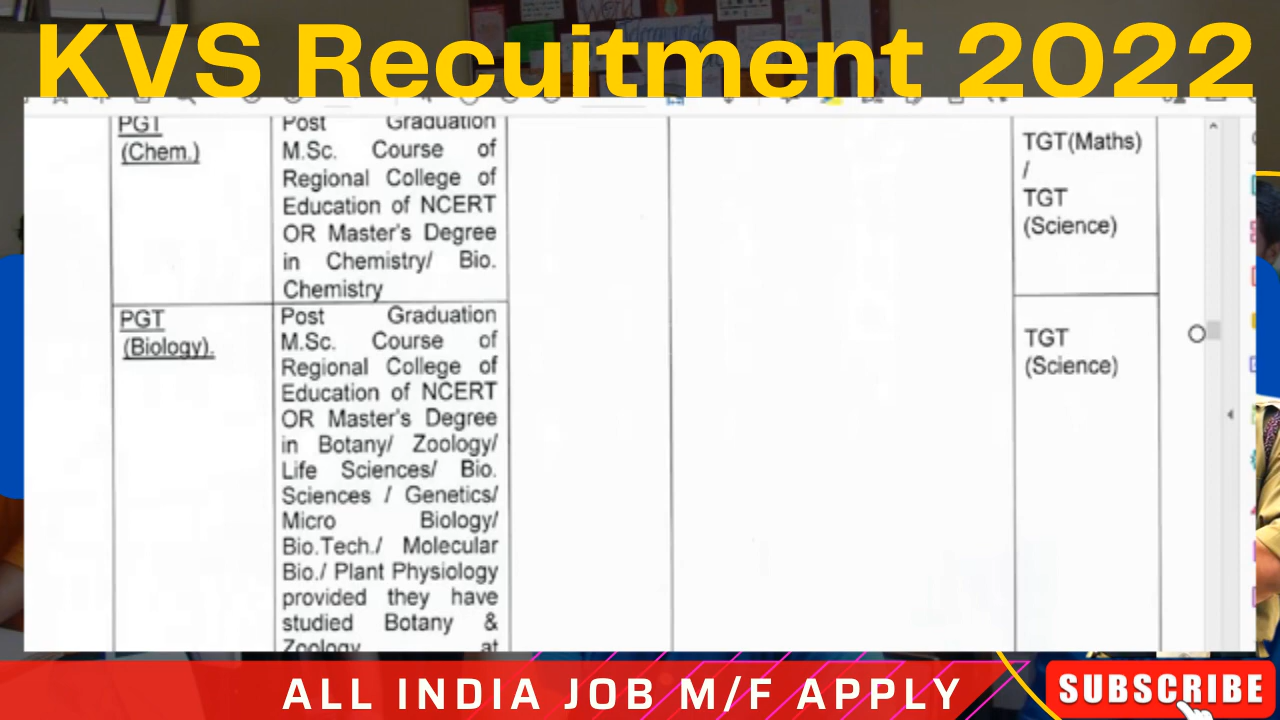 KVS Recuitment 2022
PGT
(Chem.)
Post Graduation
M.Sc. Course of
Regional College of
Education of NCERT
OR Master's Degree
in Chemistry/ Bio.
Chemistry
TGT(Maths)
/
TGT
(Science)
PGT
(Biology).
Post Graduation
M.Sc. Course of
Regional College of
Education of NCERT
OR Master's Degree
in Botany/ Zoology/
Life Sciences/ Bio.
Sciences / Genetics/
Micro Biology/
Bio.Tech./ Molecular
Bio./ Plant Physiology
provided they have
studied Botany &
Zoology at
TGT
(Science)
ALL INDIA JOB M/F APPLY
SUBSCRIBE